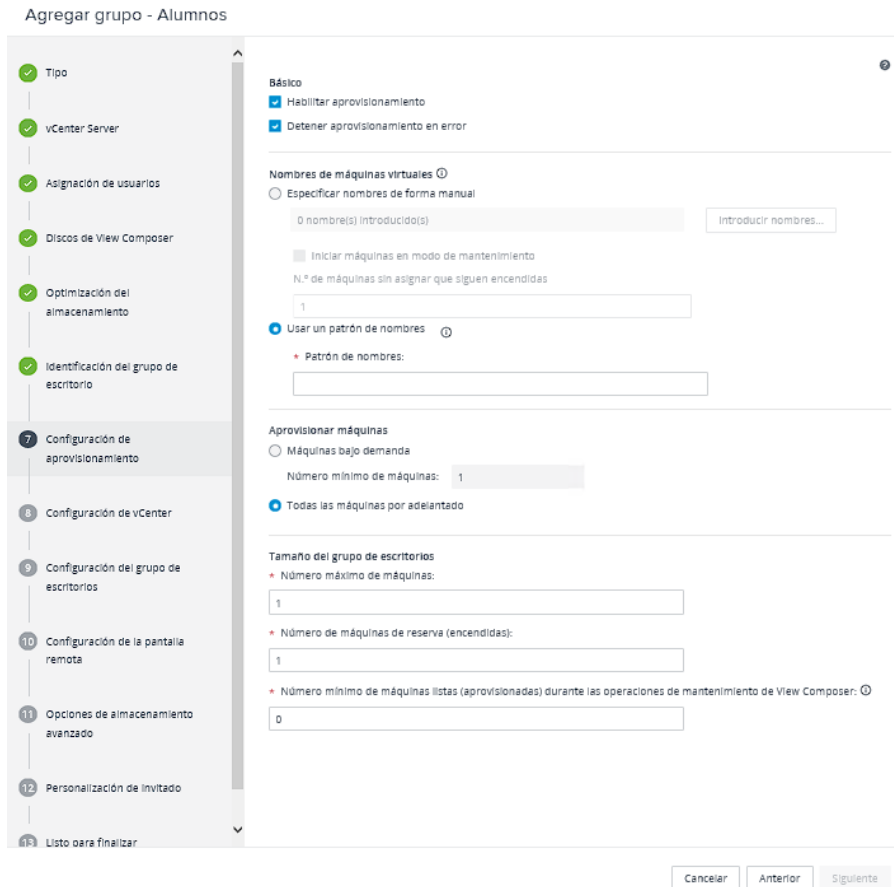 Agregar grupo - Alumnos
Tipo
vCenter Server
Asignación de usuarios
Discos de View Composer
Optimización del
almacenamiento
Identificación del grupo de
escritorio
7 Configuración de
aprovisionamiento
8 Configuración de vCenter
9 Configuración del grupo de
escritorios
10 Configuración de la pantalla
remota
11 Opciones de almacenamiento
avanzado
12 Personalización de invitado
13 Listo para finalizar
Básico
Habilitar aprovisionamiento
Detener aprovisionamiento en error
Nombres de máquinas virtuales
Especificar nombres de forma manual
0 nombre(s) introducido(s)
Introducir nombres...
Iniciar máquinas en modo de mantenimiento
N.º de máquinas sin asignar que siguen encendidas
1
Usar un patrón de nombres
* Patrón de nombres:
Aprovisionar máquinas
Máquinas bajo demanda
Número mínimo de máquinas: 1
Todas las máquinas por adelantado
Tamaño del grupo de escritorios
* Número máximo de máquinas:
1
* Número de máquinas de reserva (encendidas):
1
* Número mínimo de máquinas listas (aprovisionadas) durante las operaciones de mantenimiento de View Composer:
0
Cancelar
Anterior
Siguiente